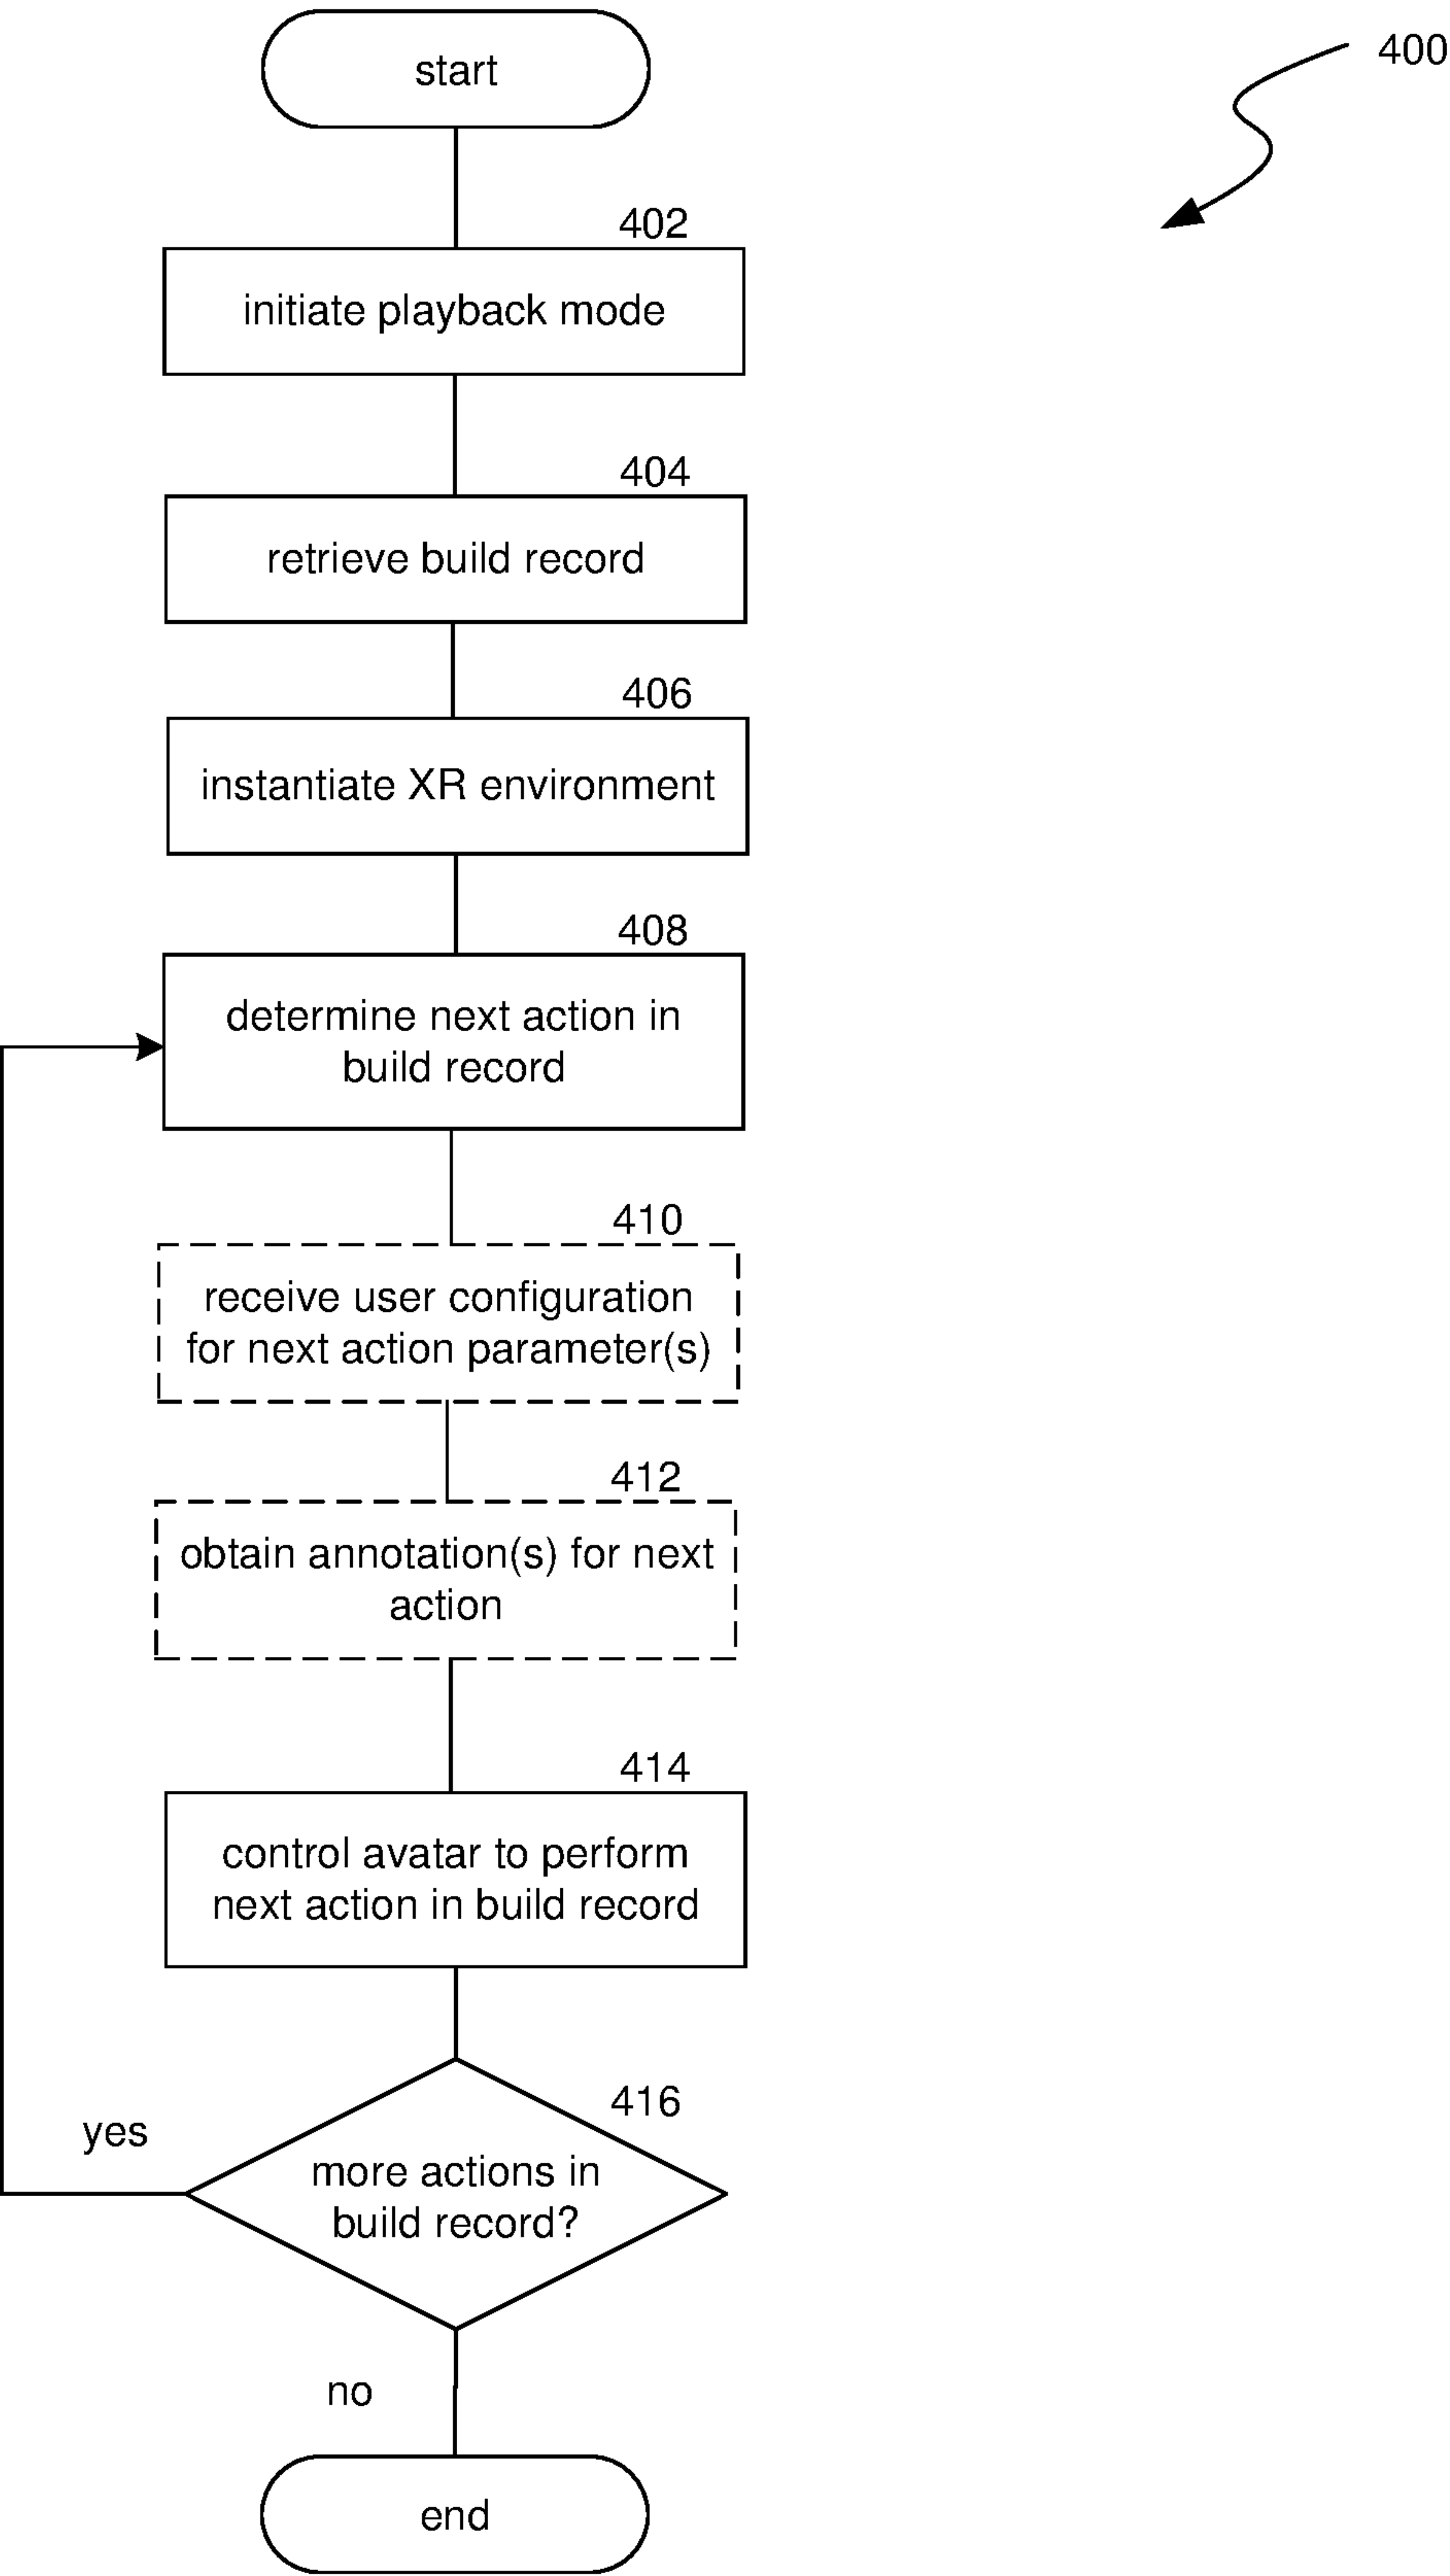 start
400
402
initiate playback mode
404
retrieve build record
406
instantiate XR environment
408
determine next action in
build record
410
receive user configuration
for next action parameter(s)
412
obtain annotation(s) for next
action
414
control avatar to perform
next action in build record
416
yes
more actions in
build record?
no
end